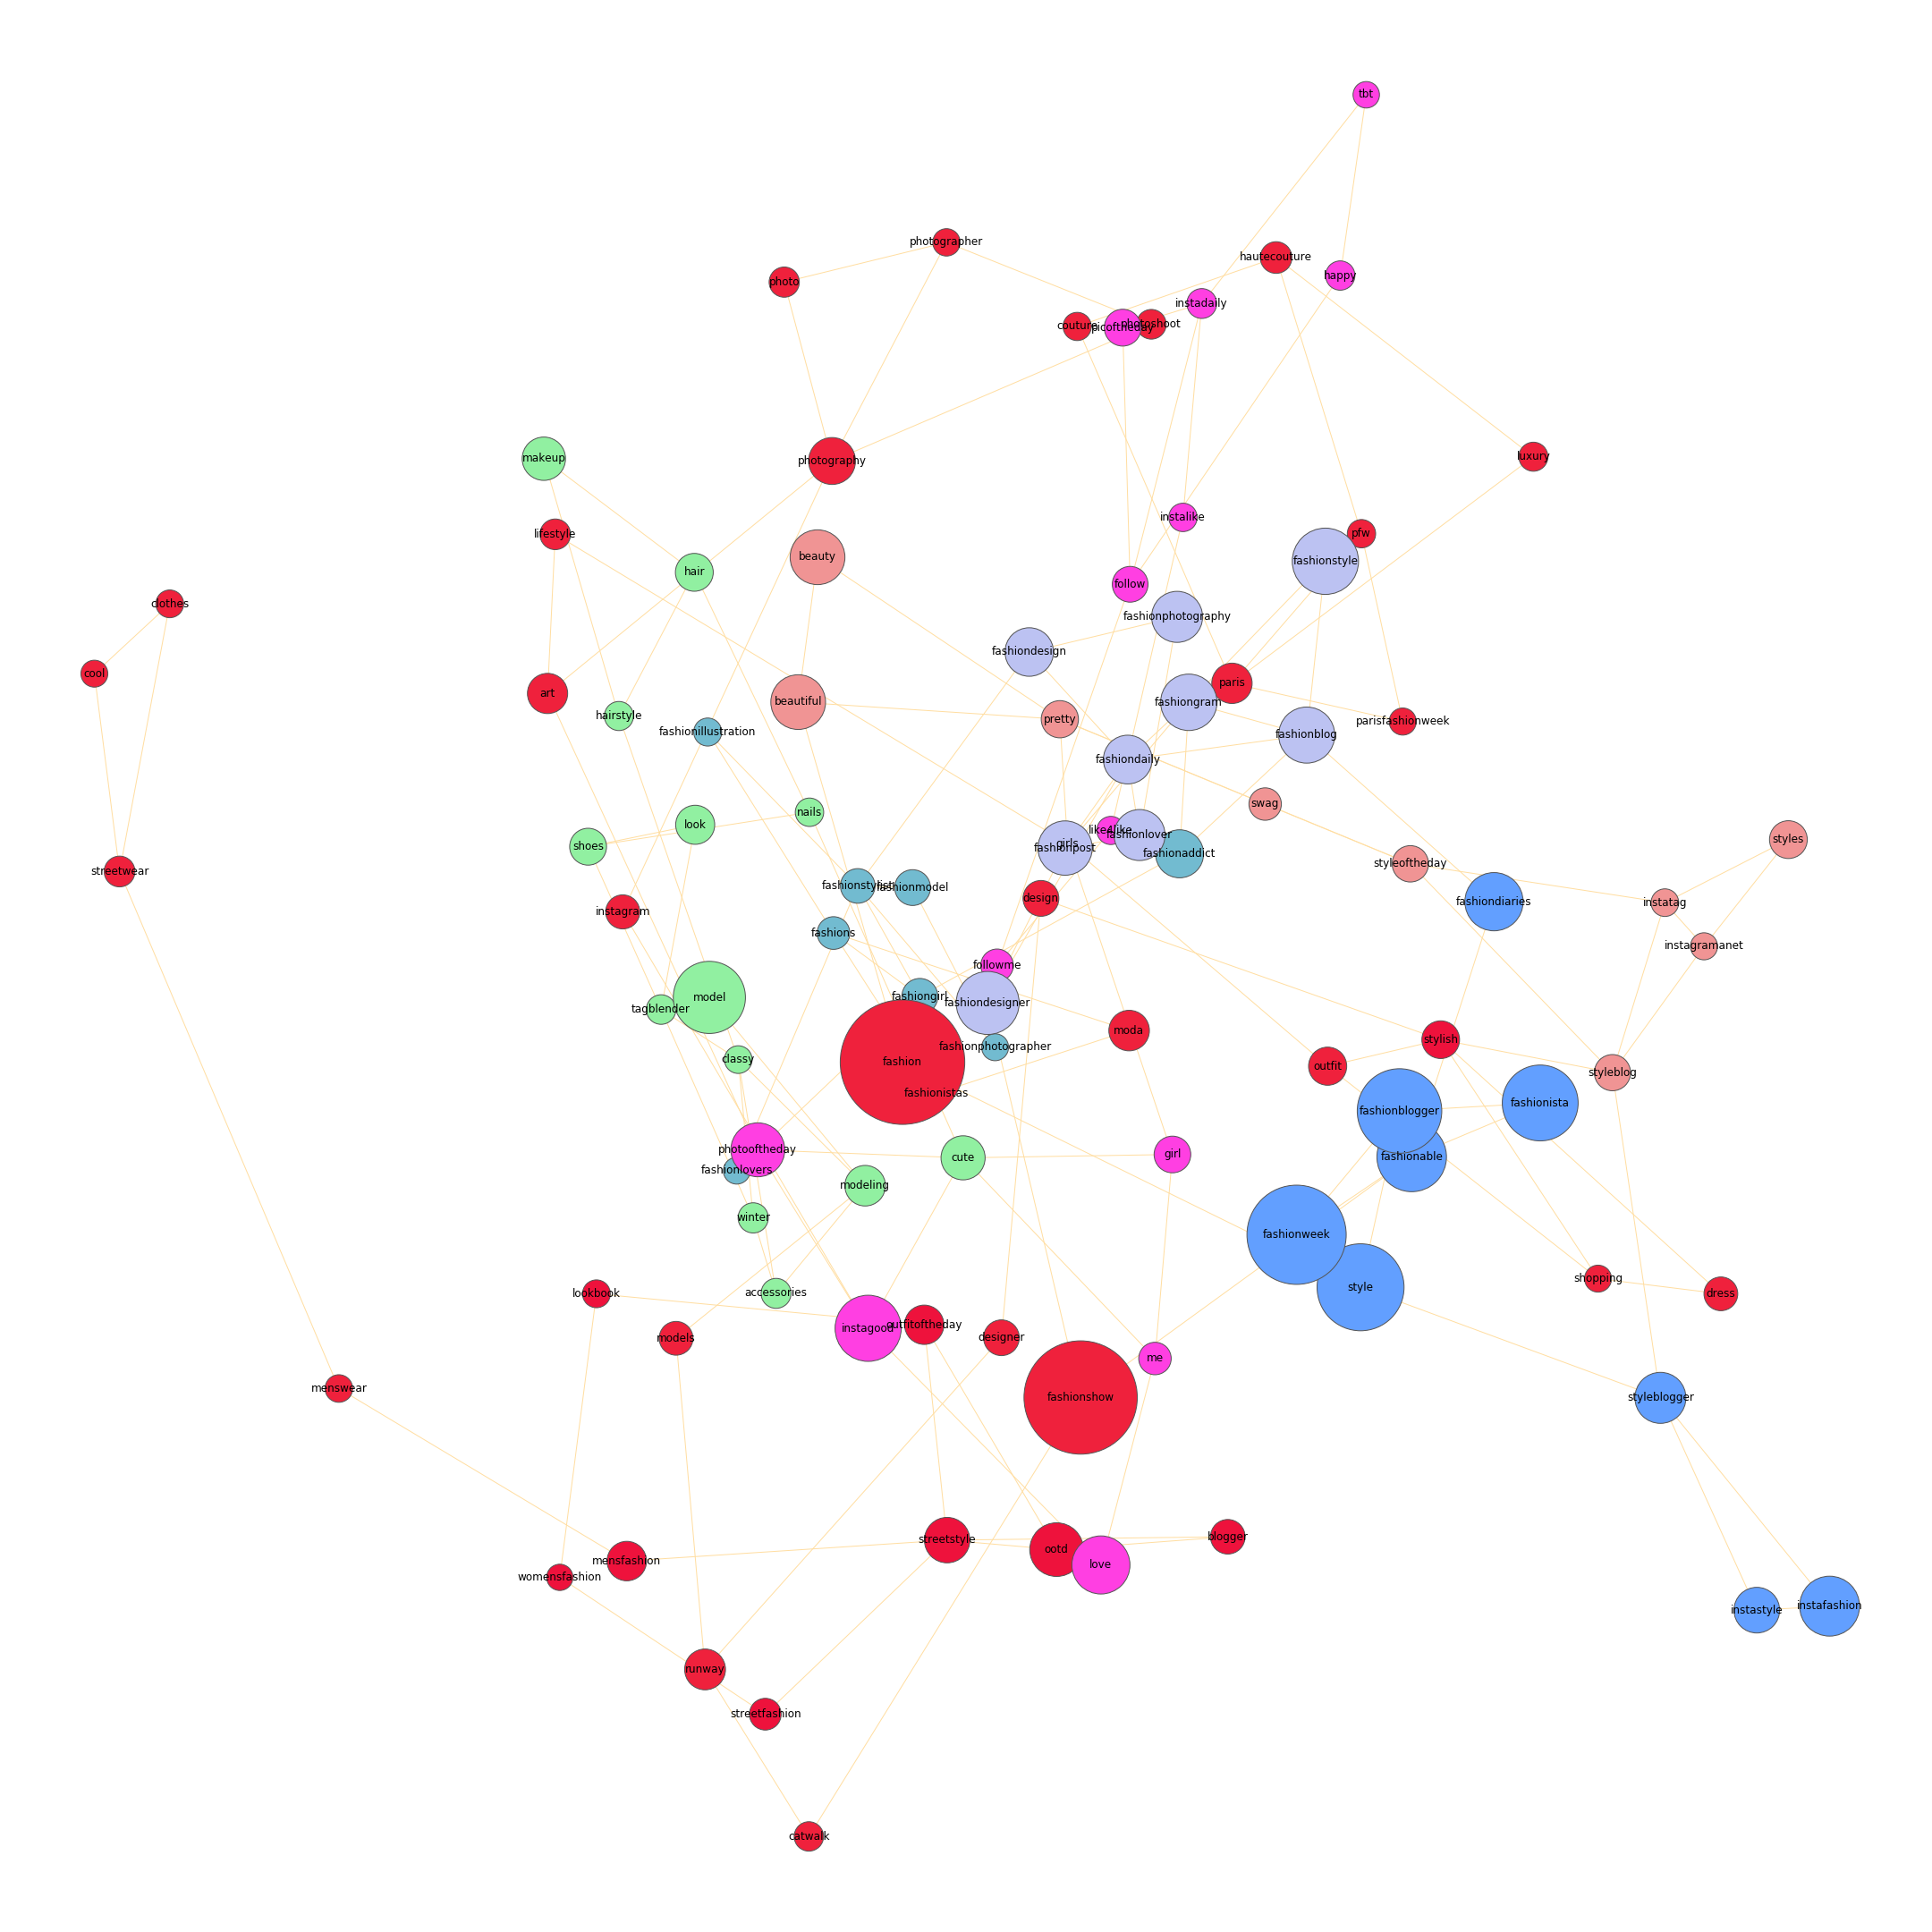 tbt
photographer
hautecouture
happy
photo
instadaily
couture
picoftheday
photoshoot
luxury
makeup
photography
instalike
lifestyle
pfw
beauty
fashionstyle
hair
follow
clothes
fashionphotography
fashiondesign
cool
paris
art
beautiful
fashiongram
hairstyle
pretty
parisfashionweek
fashionillustration
fashionblog
fashiondaily
swag
nails
look
like4like
fashionlover
styles
shoes
girls
fashionpost
fashionaddict
styleoftheday
streetwear
fashionstylist
fashionmodel
design
fashiondiaries
instatag
instagram
fashions
instagramanet
followme
model
fashiongirl
fashiondesigner
tagblender
moda
stylish
fashionphotographer
classy
fashion
outfit
styleblog
fashionistas
fashionista
fashionblogger
photooftheday
girl
cute
fashionable
fashionlovers
modeling
winter
fashionweek
shopping
style
lookbook
accessories
dress
outfitoftheday
instagood
models
designer
me
menswear
fashionshow
styleblogger
blogger
streetstyle
ootd
mensfashion
love
womensfashion
instafashion
instastyle
runway
streetfashion
catwalk